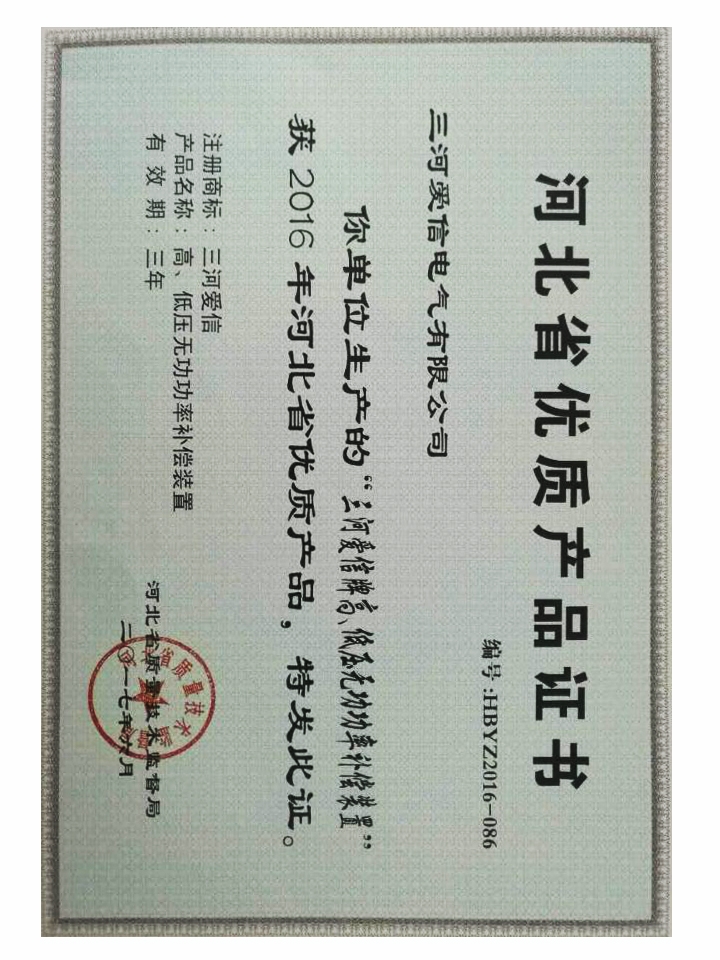 河北省优质产品证书
编号:HBYZ2016-086
三河爱信电气有限公司
你单位生产的“三河爱信牌高、低压无功功率补偿装置”
获2016年河北省优质产品，特发此证。
注册商标：三河爱信
产品名称：高、低压无功功率补偿装置
有效期：三年
河北省质量技术监督局
二〇一七年六月